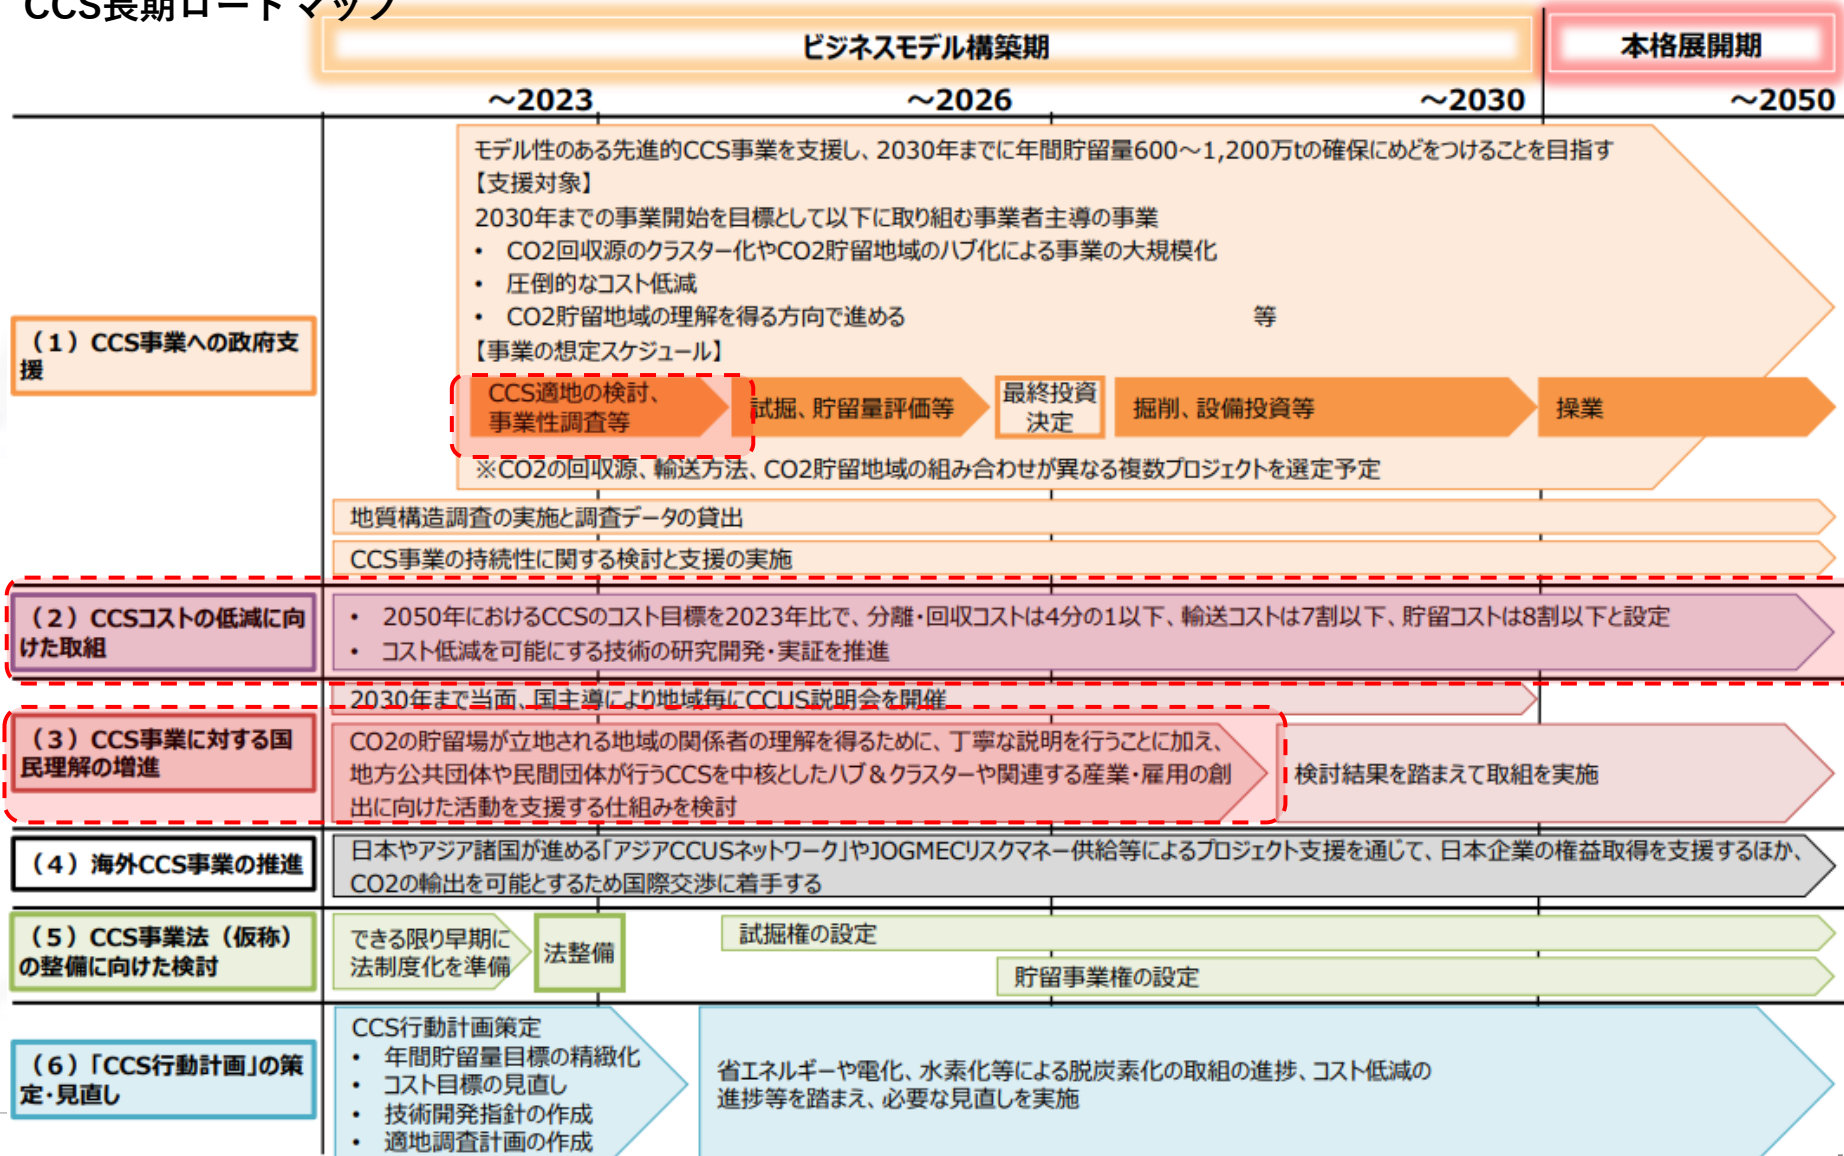 CCS長期ロードマップ
ビジネスモデル構築期
本格展開期
～2023
～2026
～2030
～2050
（1）CCS事業への政府支
援
モデル性のある先進的CCS事業を支援し、2030年までに年間貯留量600～1,200万tの確保にめどをつけることを目指す
【支援対象】
2030年までの事業開始を目標として以下に取り組む事業者主導の事業
• CO2回収源のクラスター化やCO2貯留地域のハブ化による事業の大規模化
• 圧倒的なコスト低減
• CO2貯留地域の理解を得る方向で進める 等
【事業の想定スケジュール】
CCS適地の検討、
事業性調査等
試掘、貯留量評価等
最終投資
決定
掘削、設備投資等
操業
※CO2の回収源、輸送方法、CO2貯留地域の組み合わせが異なる複数プロジェクトを選定予定
地質構造調査の実施と調査データの貸出
CCS事業の持続性に関する検討と支援の実施
（2）CCSコストの低減に向
けた取組
• 2050年におけるCCSのコスト目標を2023年比で、分離・回収コストは4分の1以下、輸送コストは7割以下、貯留コストは8割以下と設定
• コスト低減を可能にする技術の研究開発・実証を推進
（3）CCS事業に対する国
民理解の増進
2030年まで当面、国主導により地域毎にCCUS説明会を開催
CO2の貯留場が立地される地域の関係者の理解を得るために、丁寧な説明を行うことに加え、
地方公共団体や民間団体が行うCCSを中核としたハブ＆クラスターや関連する産業・雇用の創
出に向けた活動を支援する仕組みを検討
検討結果を踏まえて取組を実施
（4）海外CCS事業の推進
日本やアジア諸国が進める「アジアCCUSネットワーク」やJOGMECリスクマネー供給等によるプロジェクト支援を通じて、日本企業の権益取得を支援するほか、
CO2の輸出を可能とするため国際交渉に着手する
（5）CCS事業法（仮称）
の整備に向けた検討
できる限り早期に
法制度化を準備
法整備
試掘権の設定
貯留事業権の設定
（6）「CCS行動計画」の策
定・見直し
CCS行動計画策定
• 年間貯留量目標の精緻化
• コスト目標の見直し
• 技術開発指針の作成
• 適地調査計画の作成
省エネルギーや電化、水素化等による脱炭素化の取組の進捗、コスト低減の
進捗等を踏まえ、必要な見直しを実施